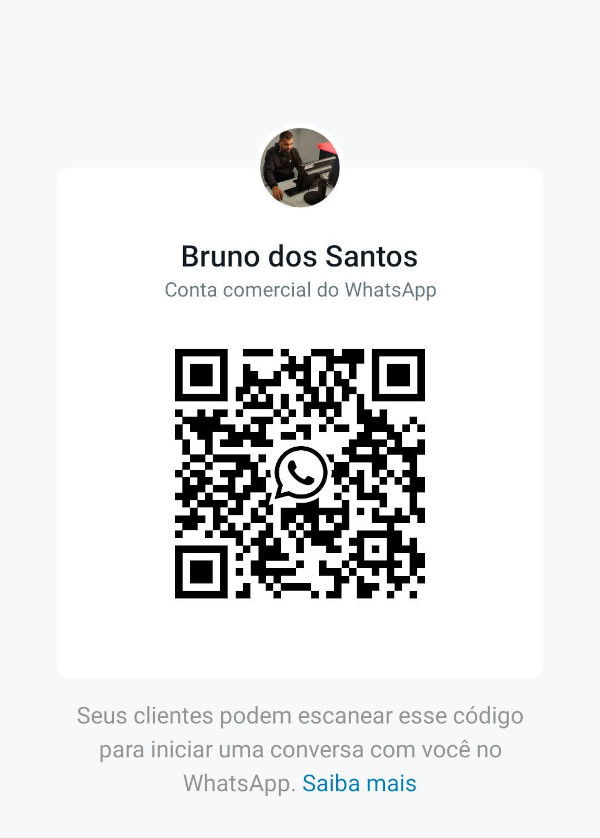 Bruno dos Santos
Conta comercial do WhatsApp
Seus clientes podem escanear esse código
para iniciar uma conversa com você no
WhatsApp. Saiba mais